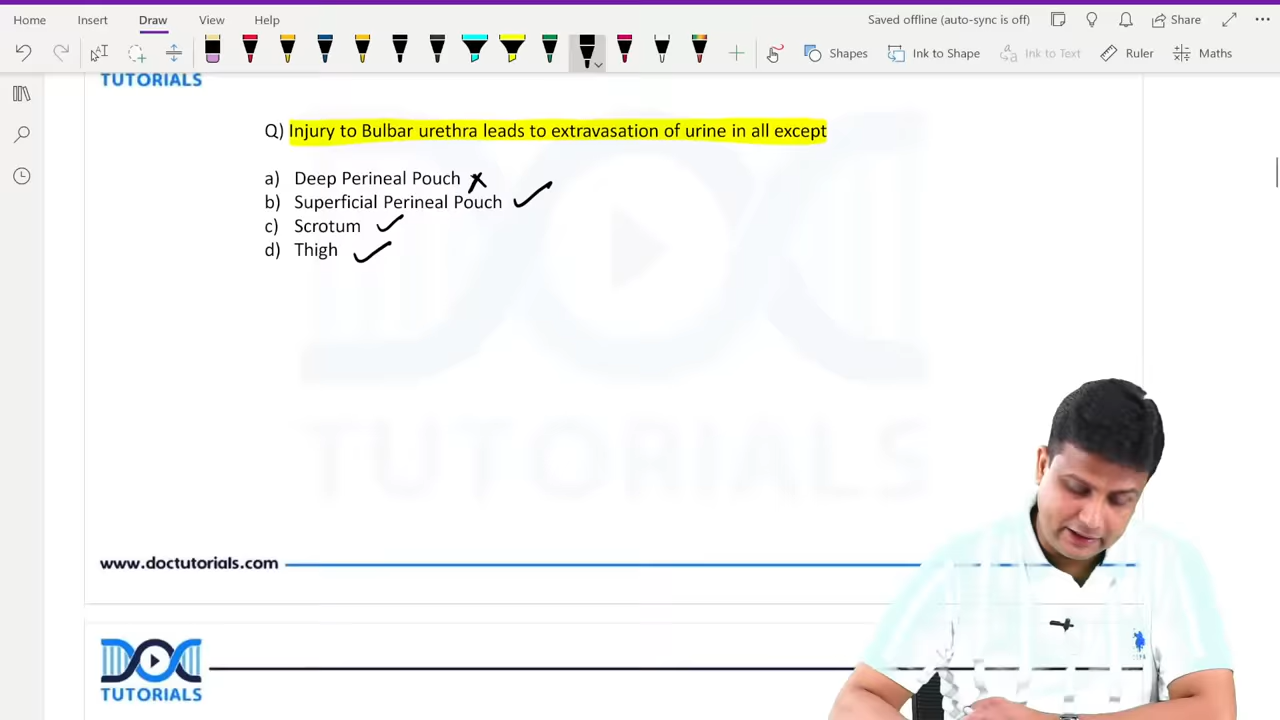 Home Insert Draw View Help Saved offline (auto-sync is off) Share
Shapes Ink to Shape Ink to Text Ruler Maths
TUTORIALS
Q) Injury to Bulbar urethra leads to extravasation of urine in all except
a) Deep Perineal Pouch
b) Superficial Perineal Pouch
c) Scrotum
d) Thigh
TUTORIALS
www.doctutorials.com
DOC
TUTORIALS